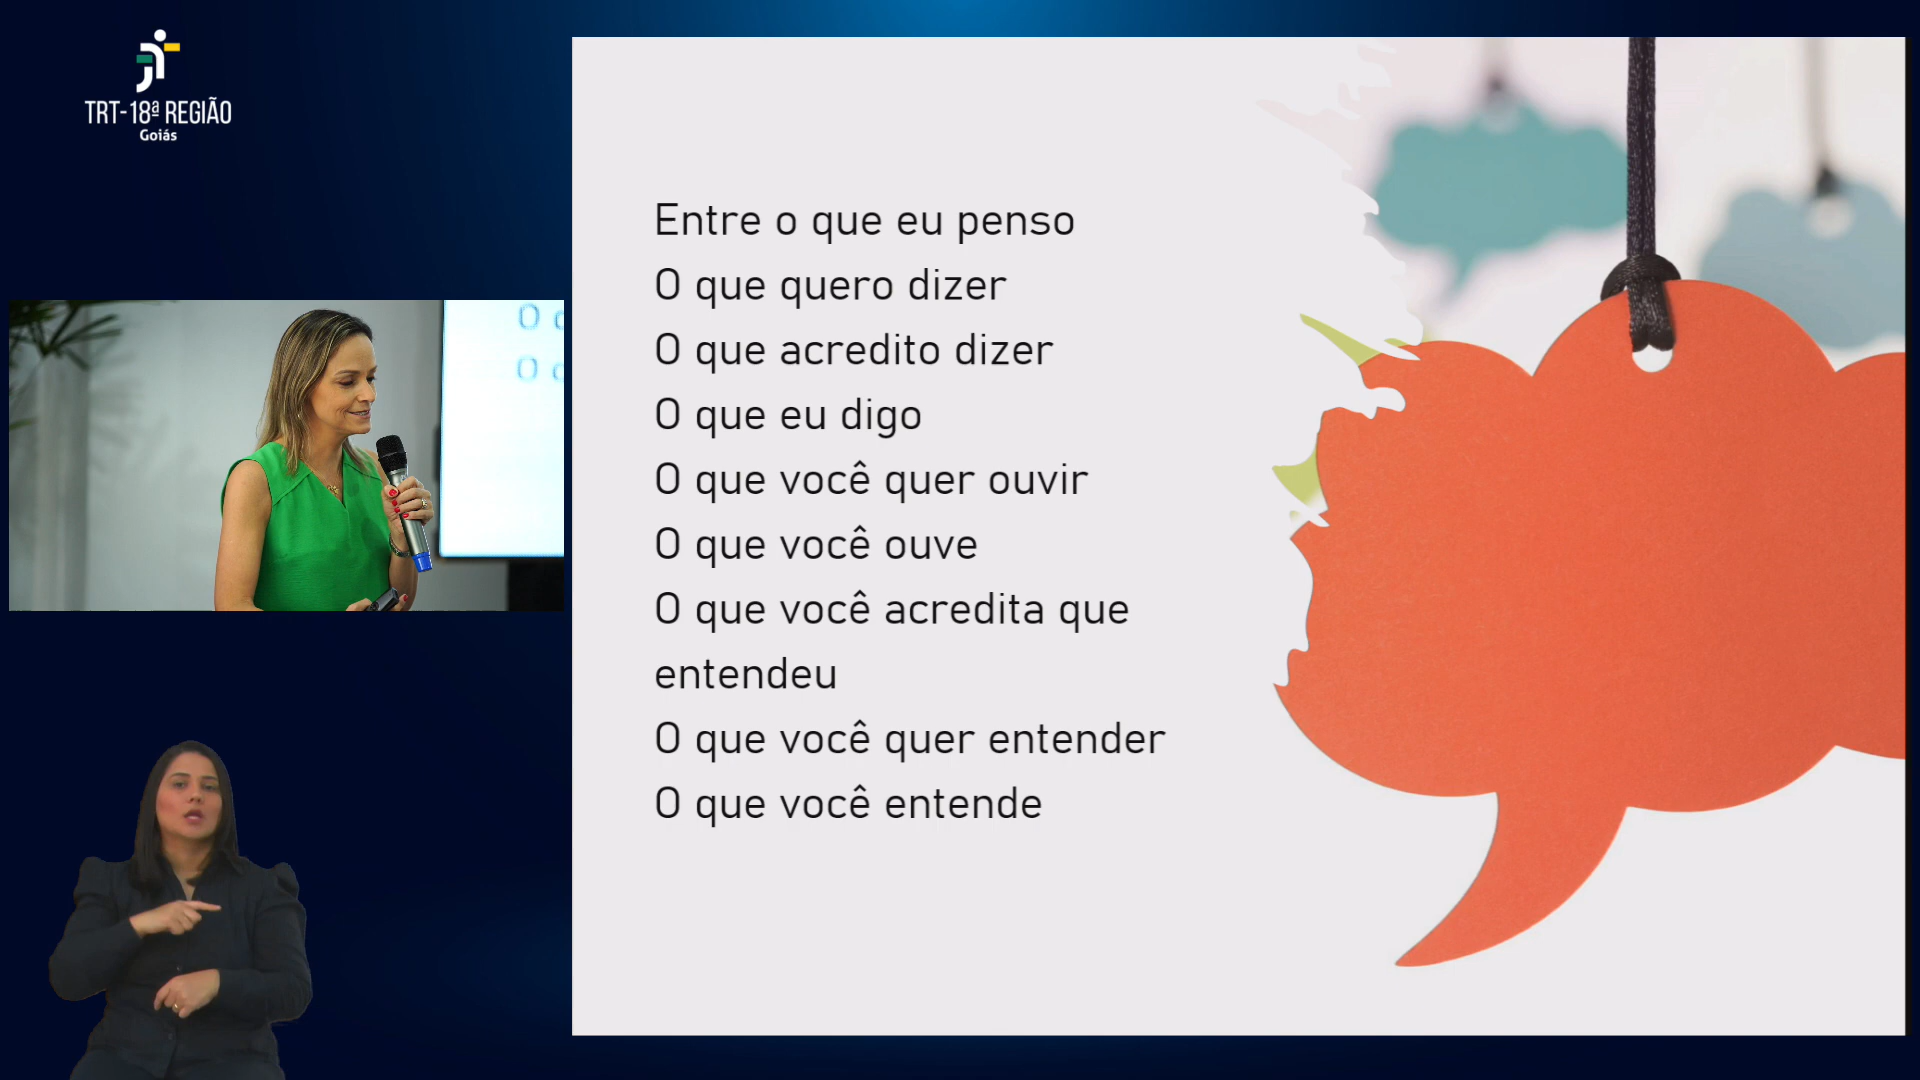 TRT-18ª REGIÃO
Goiás
Entre o que eu penso
O que quero dizer
O que acredito dizer
O que eu digo
O que você quer ouvir
O que você ouve
O que você acredita que
entendeu
O que você quer entender
O que você entende